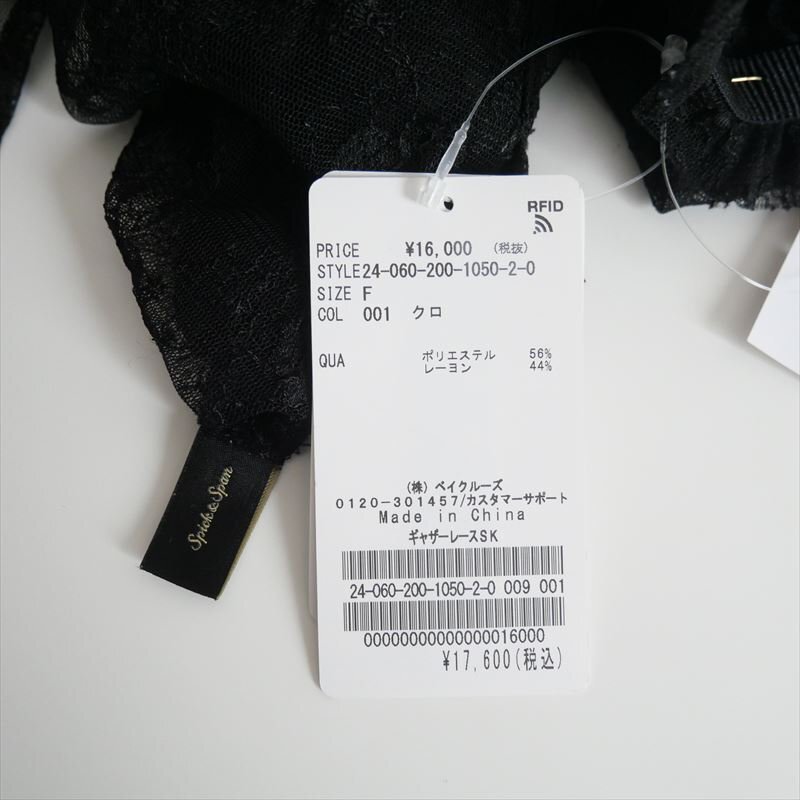 RFID
PRICE ¥16,000 (税抜)
STYLE24-060-200-1050-2-0
SIZE F
COL 001 クロ
QUA ポリエステル 56%
レーヨン 44%
(株) ベイクルーズ
0120-301457/カスタマーサポート
Made in China
ギャザーレースSK
24-060-200-1050-2-0 009 001
00000000000000016000
¥17,600(税込)
Spick & Span